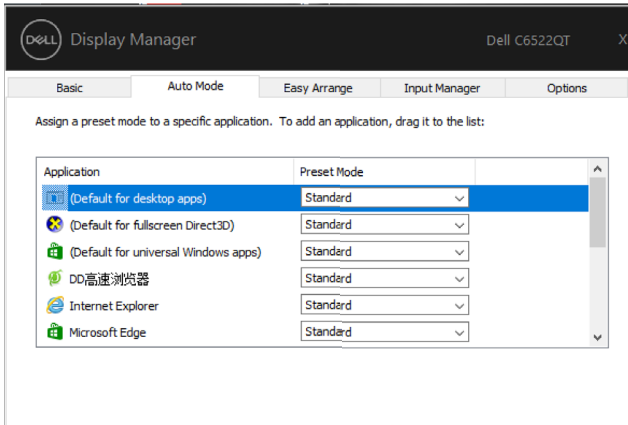 DELL Display Manager Dell C6522QT X
Basic Auto Mode Easy Arrange Input Manager Options
Assign a preset mode to a specific application. To add an application, drag it to the list:
Application Preset Mode
(Default for desktop apps) Standard
(Default for fullscreen Direct3D) Standard
(Default for universal Windows apps) Standard
DD高速浏览器 Standard
Internet Explorer Standard
Microsoft Edge Standard